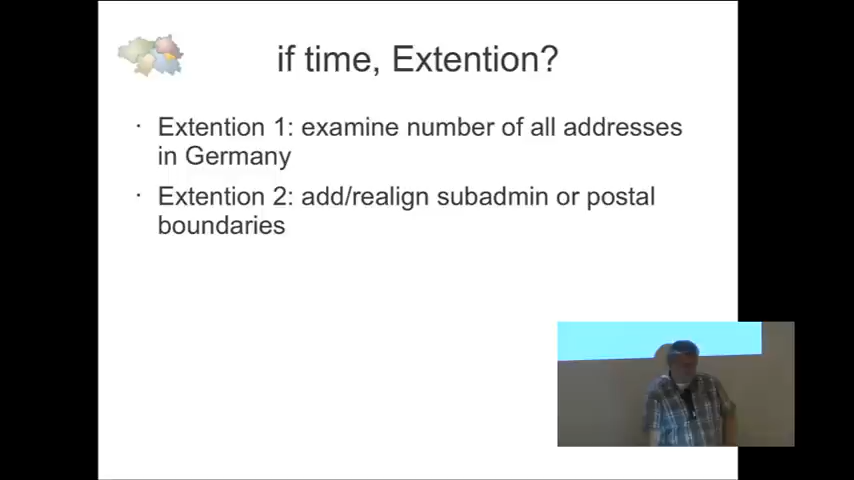 if time, Extention?
Extention 1: examine number of all addresses
in Germany
Extention 2: add/realign subadmin or postal
boundaries